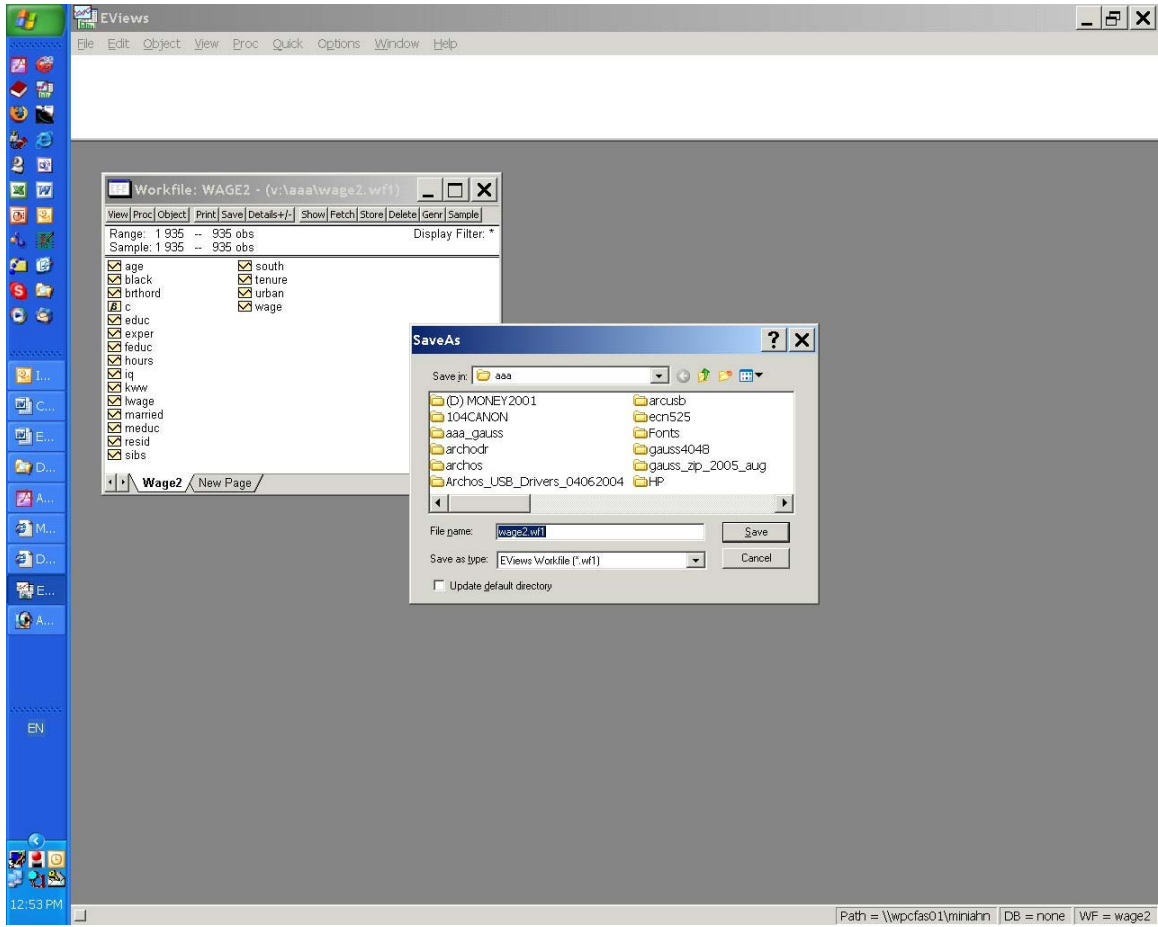 EViews
File Edit Object View Proc Quick Options Window Help
Workfile: WAGE2 - (v:\aaa\wage2.wf1)
View Proc Object Print Save Details+/- Show Fetch Store Delete Genr Sample
Range: 1 935 -- 935 obs Display Filter: *
Sample: 1 935 -- 935 obs
age
black
brthord
c
educ
exper
feduc
hours
iq
kww
lwage
married
meduc
resid
sibs
south
tenure
urban
wage
Wage2 New Page
SaveAs
Save in: aaa
(D) MONEY2001
104CANON
aaa_gauss
archodr
archos
Archos_USB_Drivers_04062004
arcusb
ecn525
Fonts
gauss4048
gauss_zip_2005_aug
HP
File name: wage2.wf1 Save
Save as type: EViews Workfile (*.wf1) Cancel
Update default directory
I...
C...
E...
D...
A...
M...
D...
E...
A...
EN
12:53 PM
Path = \\wpcfas01\miniahn DB = none WF = wage2